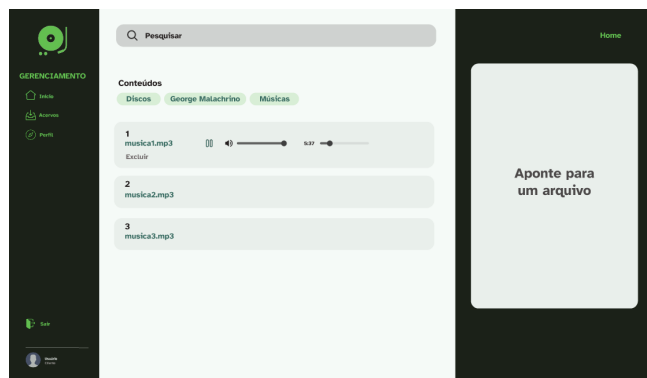 GERENCIAMENTO
Início
Acervos
Perfil
Sair
Pesquisar
Conteúdos
Discos
George Malachrino
Músicas
1
musica1.mp3
5:37
Excluir
2
musica2.mp3
3
musica3.mp3
Home
Aponte para
um arquivo